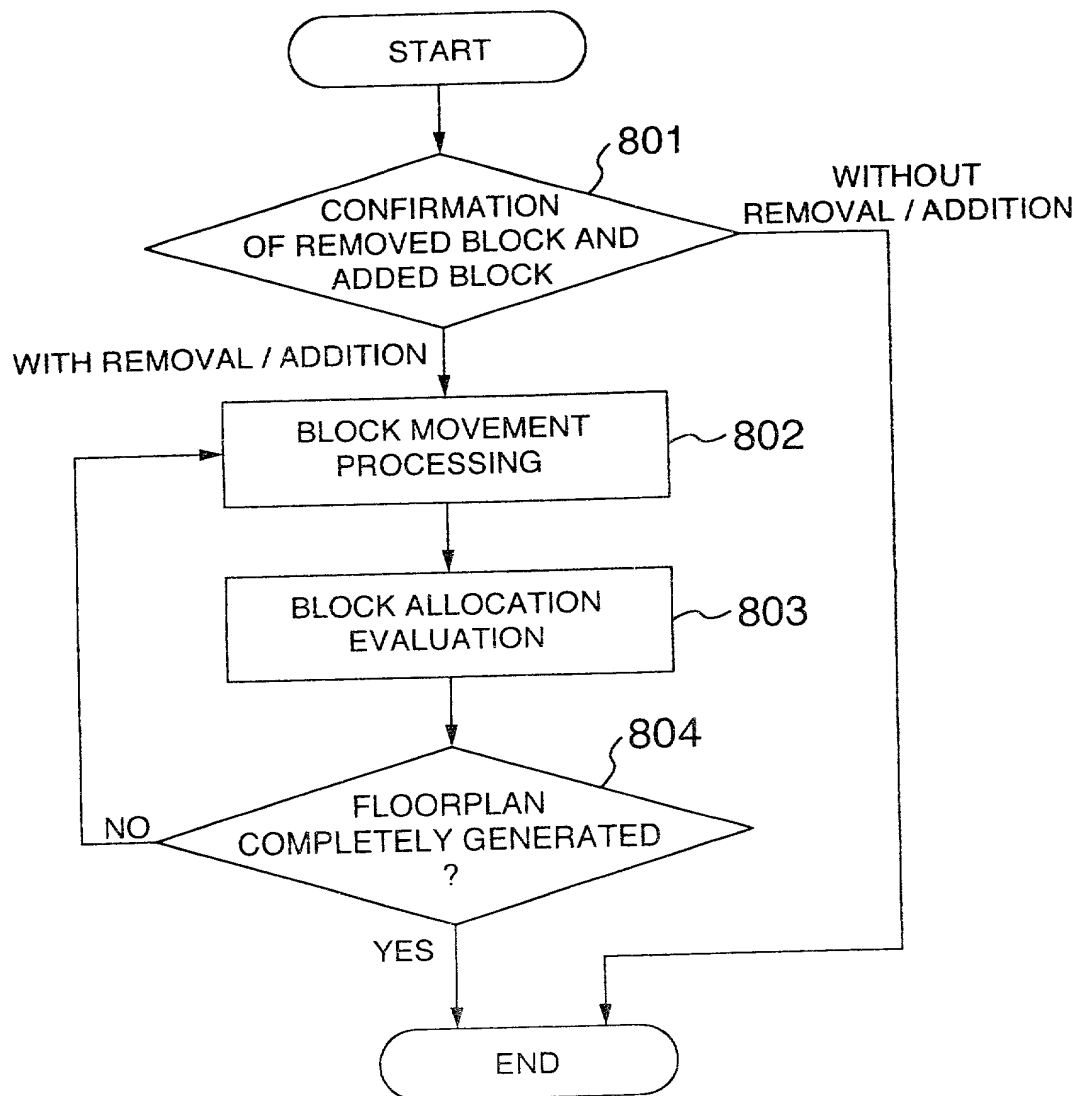 START
801
CONFIRMATION
OF REMOVED BLOCK AND
ADDED BLOCK
WITHOUT
REMOVAL / ADDITION
WITH REMOVAL / ADDITION
BLOCK MOVEMENT
PROCESSING
802
BLOCK ALLOCATION
EVALUATION
803
804
FLOORPLAN
COMPLETELY GENERATED
?
NO
YES
END